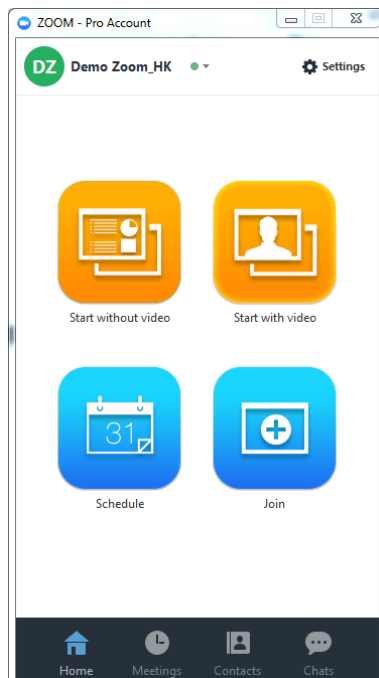 ZOOM - Pro Account
DZ Demo Zoom_HK Settings
Start without video Start with video
31
Schedule Join
Home Meetings Contacts Chats